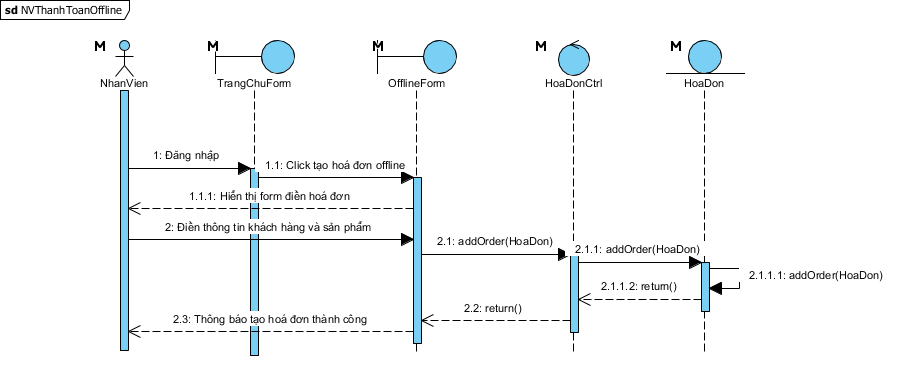 sd NVThanhToanOffline
M M M M M
NhanVien TrangChuForm OfflineForm HoaDonCtrl HoaDon
1: Đăng nhập
1.1: Click tạo hoá đơn offline
1.1.1: Hiển thị form điền hoá đơn
2: Điền thông tin khách hàng và sản phẩm
2.1: addOrder(HoaDon)
2.1.1: addOrder(HoaDon)
2.1.1.1: addOrder(HoaDon)
2.1.1.2: return()
2.2: return()
2.3: Thông báo tạo hoá đơn thành công